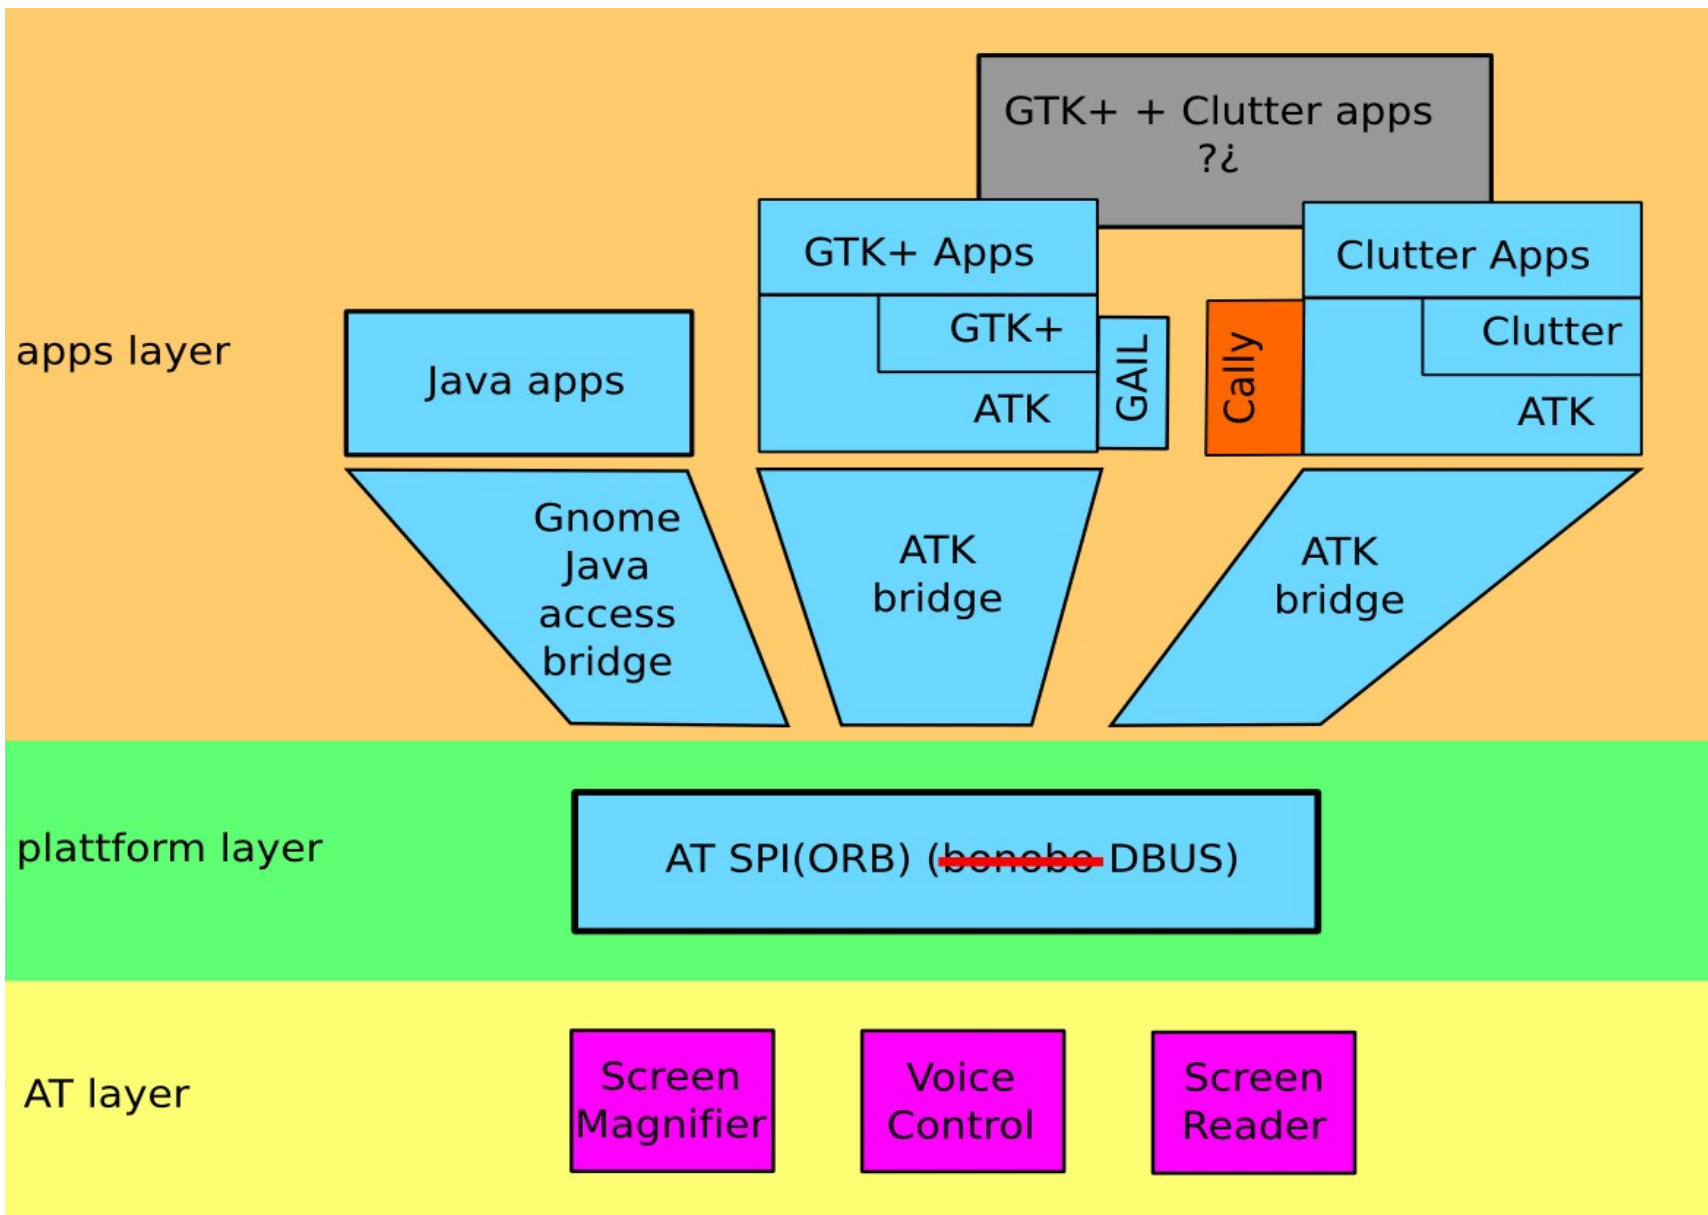 GTK+ + Clutter apps
?¿
GTK+ Apps
Clutter Apps
GTK+
Clutter
apps layer
Java apps
GAIL
Cally
ATK
ATK
Gnome
Java
access
bridge
ATK
bridge
ATK
bridge
plattform layer
AT SPI(ORB) (bonobo DBUS)
AT layer
Screen
Magnifier
Voice
Control
Screen
Reader